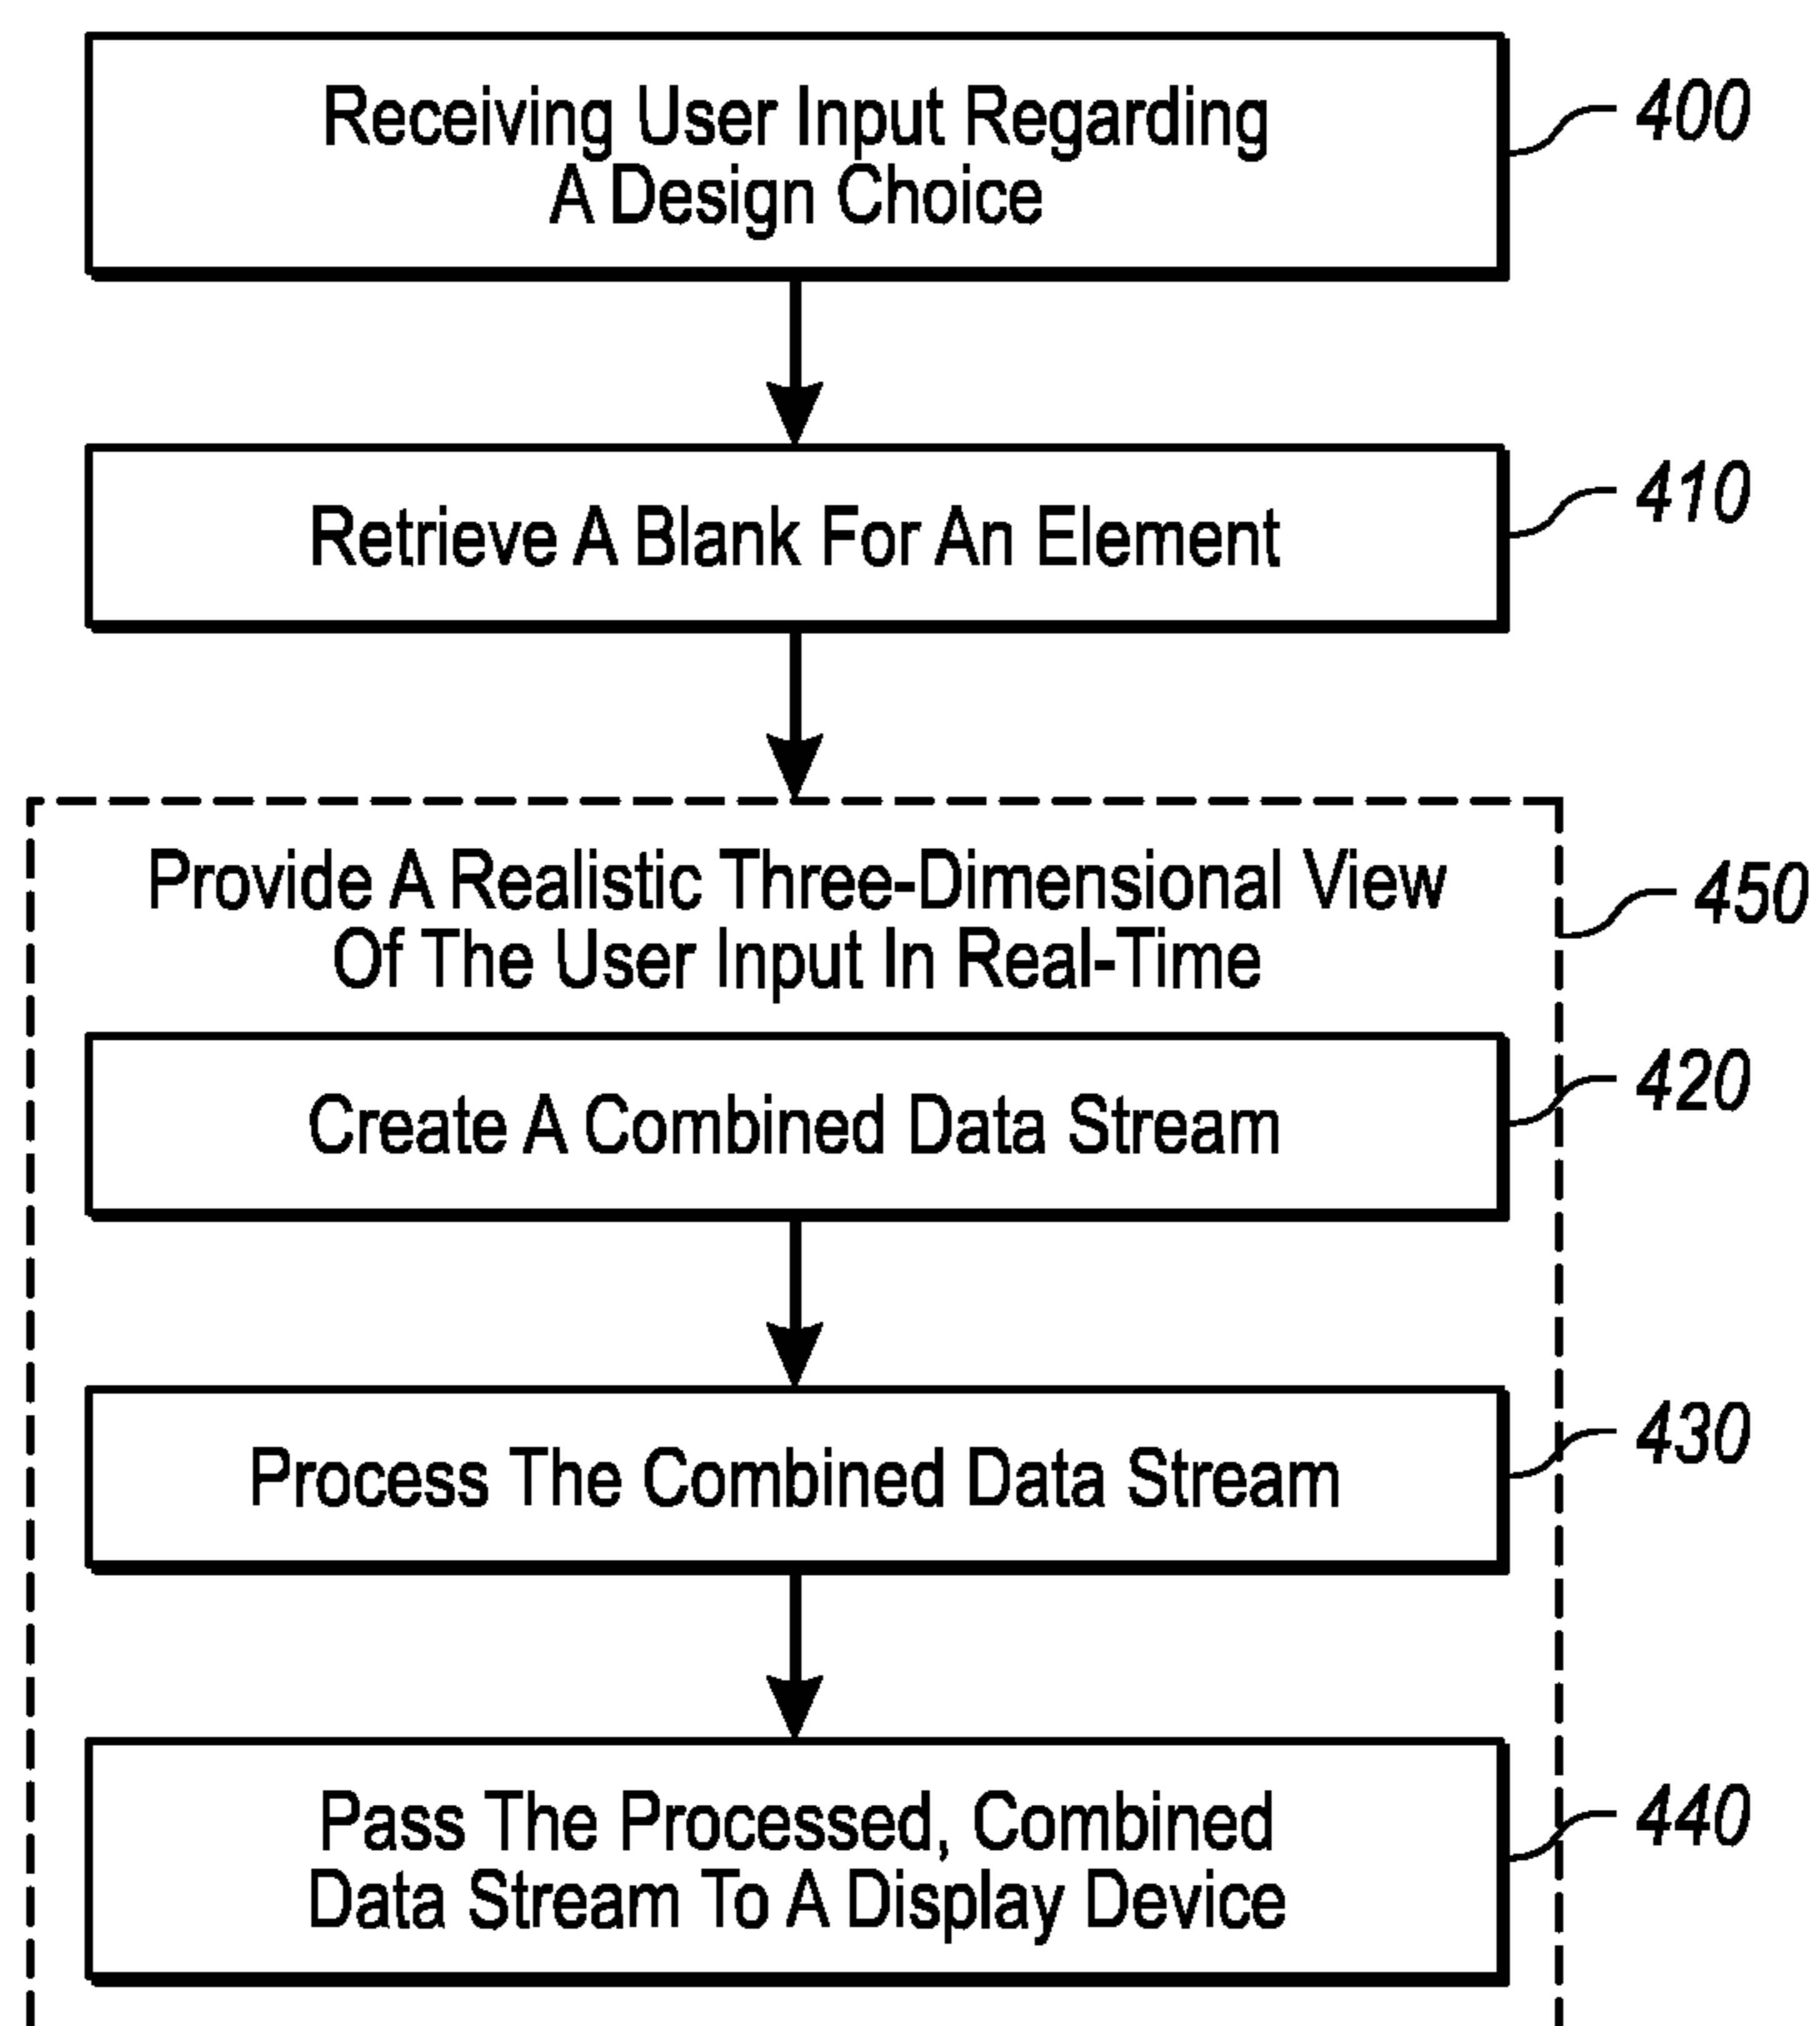 Receiving User Input Regarding
A Design Choice
400
Retrieve A Blank For An Element
410
Provide A Realistic Three-Dimensional View
Of The User Input In Real-Time
450
Create A Combined Data Stream
420
Process The Combined Data Stream
430
Pass The Processed, Combined
Data Stream To A Display Device
440